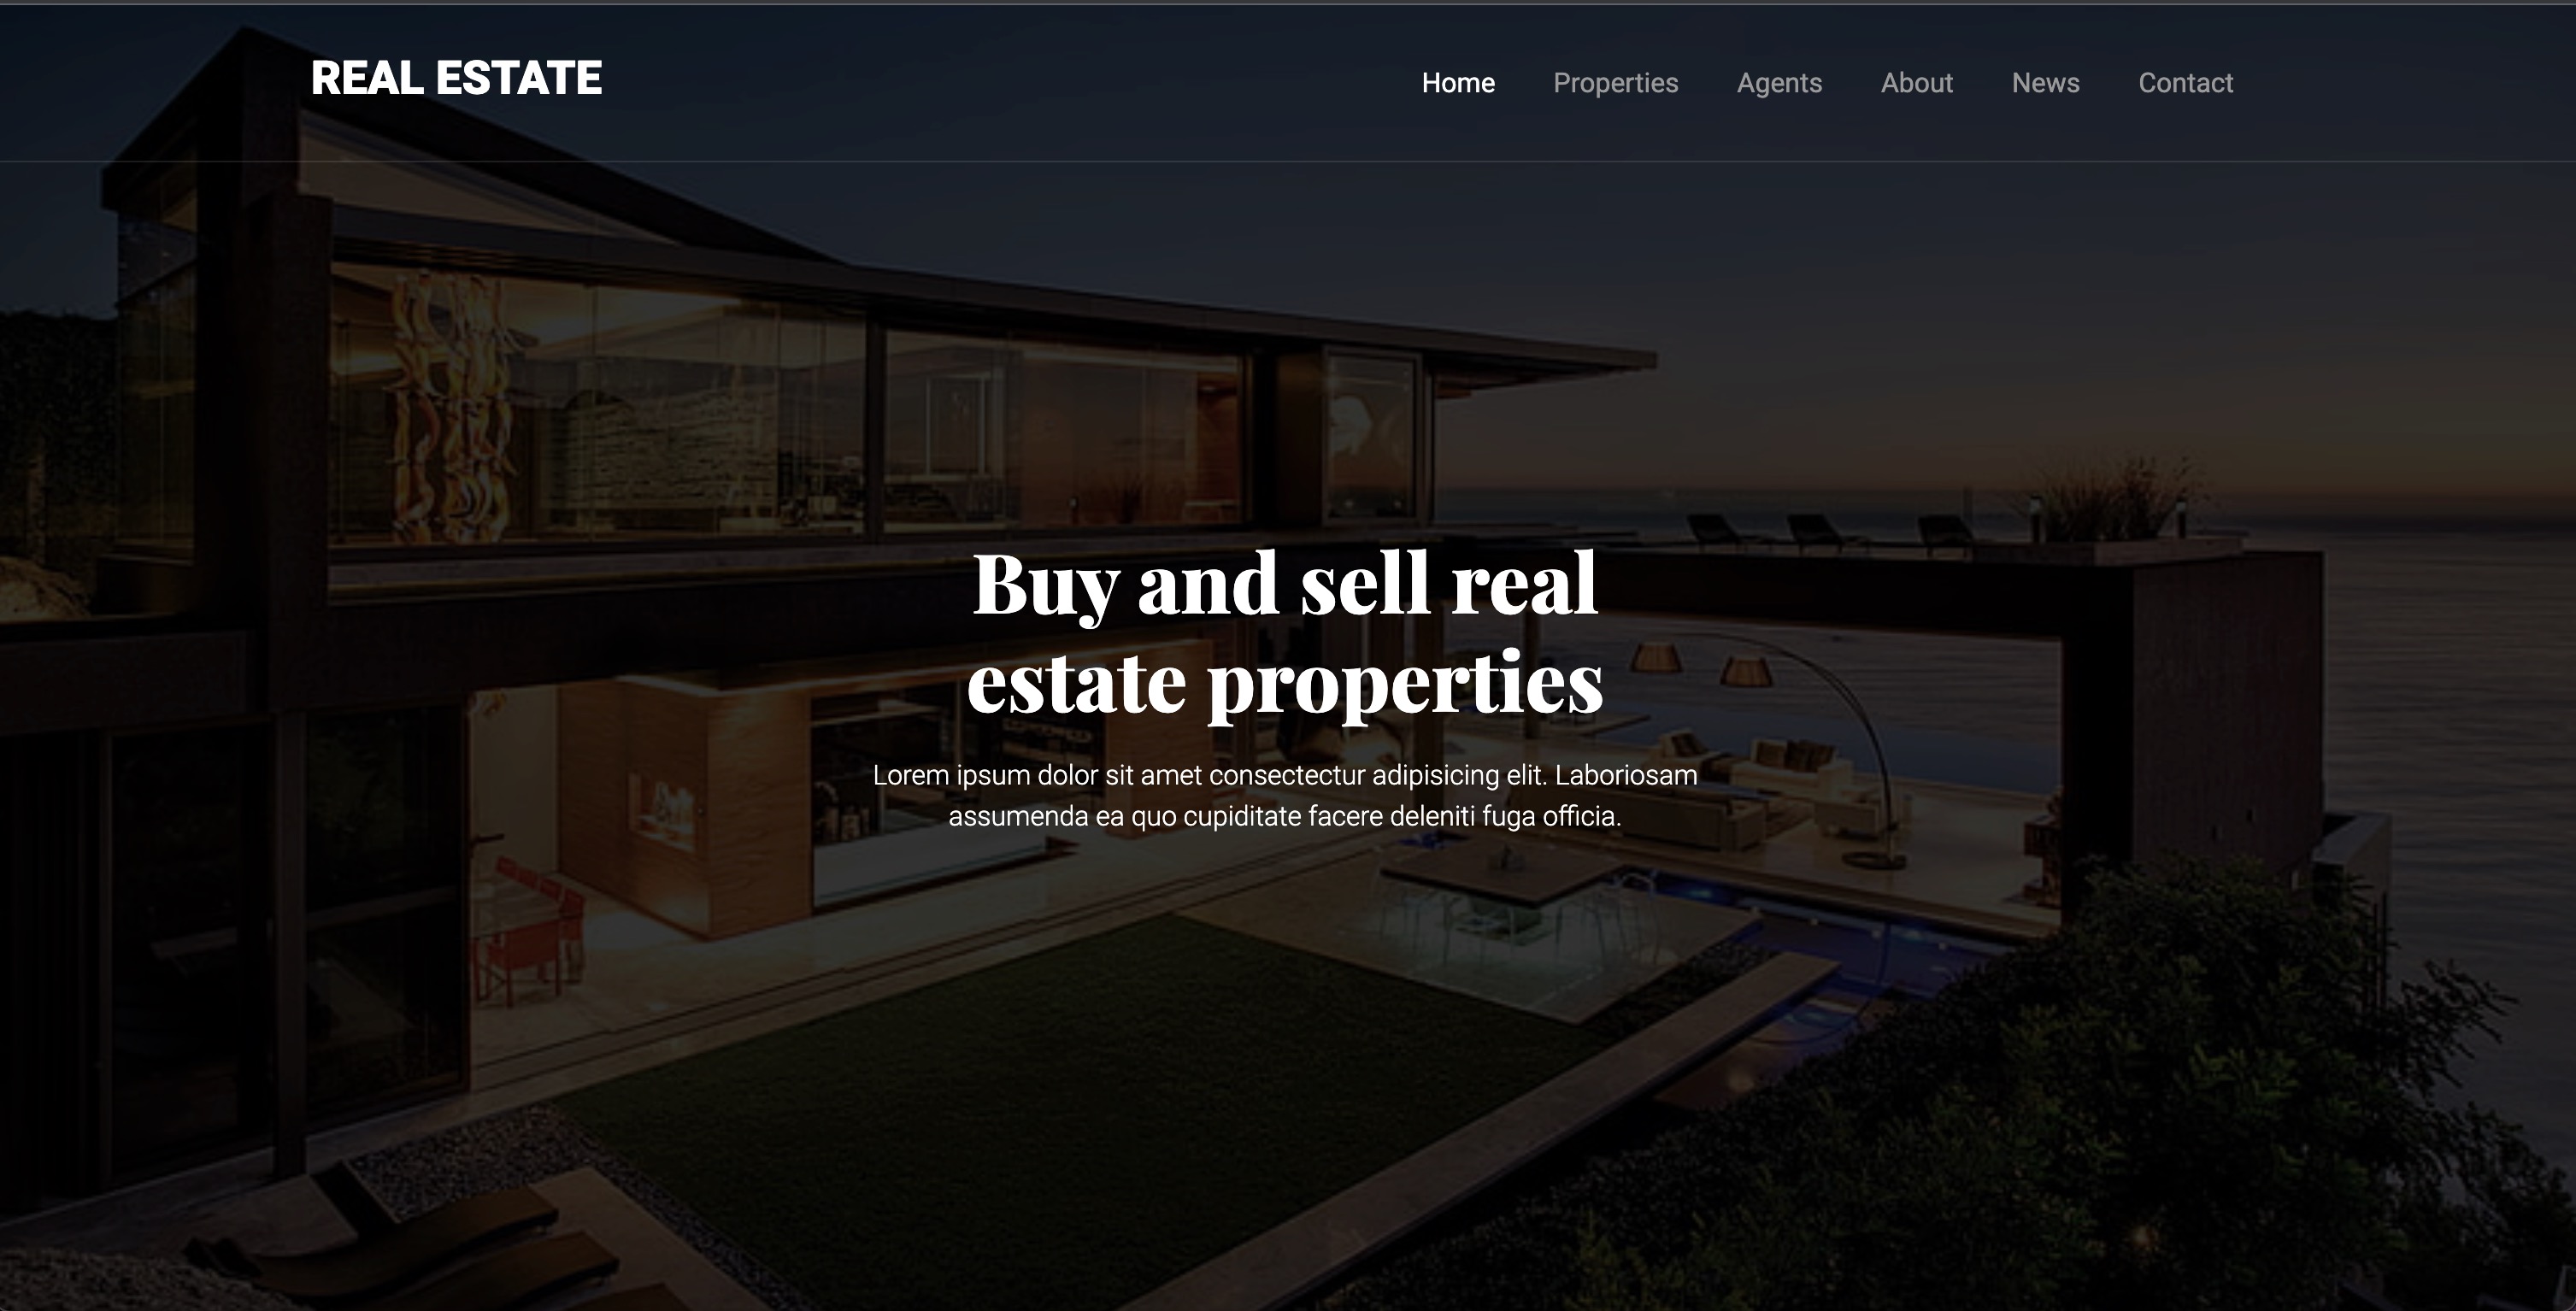 REAL ESTATE
Home Properties Agents About News Contact
Buy and sell real
estate properties
Lorem ipsum dolor sit amet consectectur adipisicing elit. Laboriosam
assumenda ea quo cupiditate facere deleniti fuga officia.